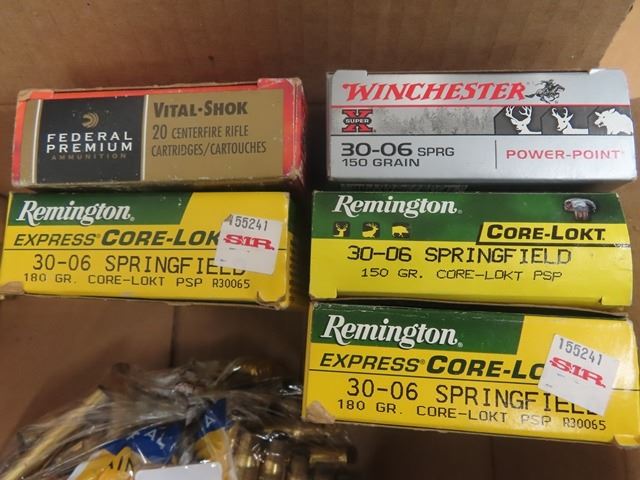 FEDERAL
PREMIUM
AMMUNITION
VITAL·SHOK
20 CENTERFIRE RIFLE
CARTRIDGES/CARTOUCHES
WINCHESTER
SUPER
X
30-06 SPRG
150 GRAIN
POWER-POINT
Remington
EXPRESS® CORE-LOKT
155241
SIR
30-06 SPRINGFIELD
180 GR. CORE-LOKT PSP R30065
Remington
CORE-LOKT
30-06 SPRINGFIELD
150 GR. CORE-LOKT PSP
Remington
EXPRESS® CORE-LO
155241
SIR
30-06 SPRINGFIELD
180 GR. CORE-LOKT PSP R30065